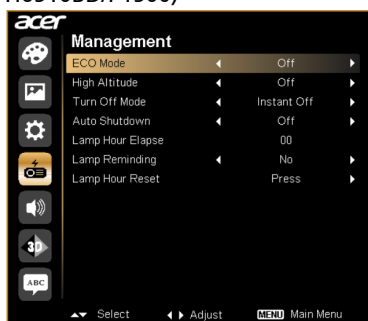 acer
Management
ECO Mode Off
High Altitude Off
Turn Off Mode Instant Off
Auto Shutdown Off
Lamp Hour Elapse 00
Lamp Reminding No
Lamp Hour Reset Press
3D
ABC
Select Adjust MENU Main Menu